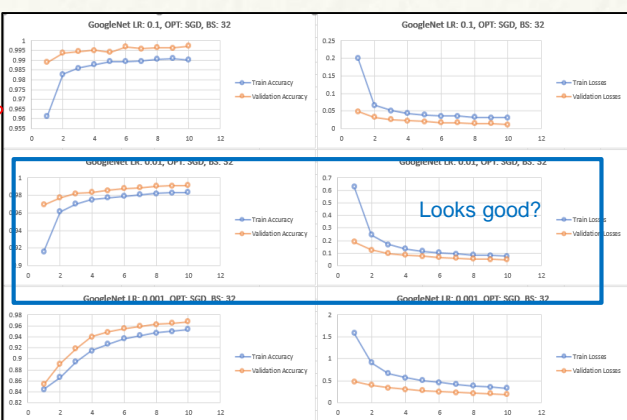 GoogleNet LR: 0.1, OPT: SGD, BS: 32
1
0.995
0.99
0.985
0.98
0.975
0.97
0.965
0.96
0.955
0 2 4 6 8 10 12
Train Accuracy
Validation Accuracy
GoogleNet LR: 0.1, OPT: SGD, BS: 32
0.25
0.2
0.15
0.1
0.05
0
0 2 4 6 8 10 12
Train Losses
Validation Losses
GoogleNet LR: 0.01, OPT: SGD, BS: 32
1
0.98
0.96
0.92
0.9
0 2 4 6 8 10 12
Train Accuracy
Validation Accuracy
GoogleNet LR: 0.01, OPT: SGD, BS: 32
0.7
0.6
0.5
0.4
0.3
0.2
0.1
0
0 2 4 6 8 10 12
Looks good?
Train Losses
Validation Losses
GoogleNet LR: 0.001, OPT: SGD, BS: 32
0.98
0.96
0.94
0.92
0.9
0.88
0.86
0.84
0.82
0 2 4 6 8 10 12
Train Accuracy
Validation Accuracy
GoogleNet LR: 0.001, OPT: SGD, BS: 32
2
1.5
1
0.5
0
0 2 4 6 8 10 12
Train Losses
Validation Losses